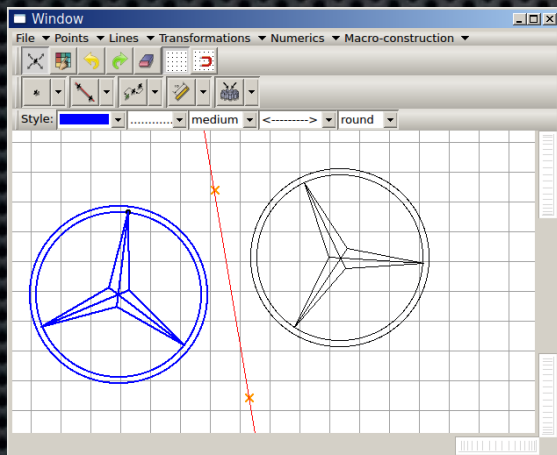 Window
File Points Lines Transformations Numerics Macro-construction
Style: ............ medium <---------> round